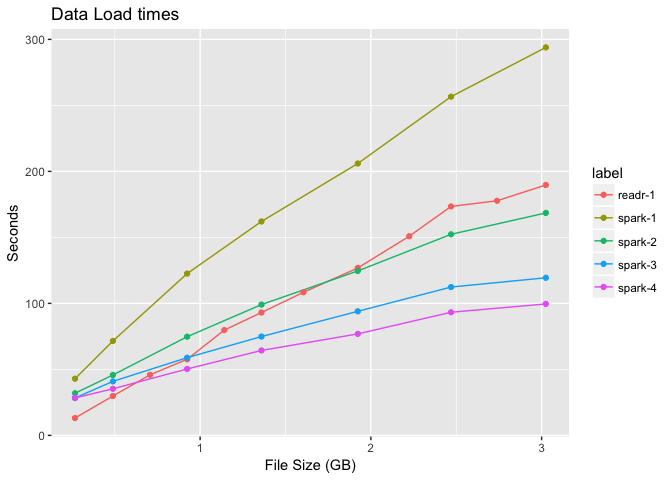 Data Load times
300
200
100
0
Seconds
1
2
3
File Size (GB)
label
readr-1
spark-1
spark-2
spark-3
spark-4